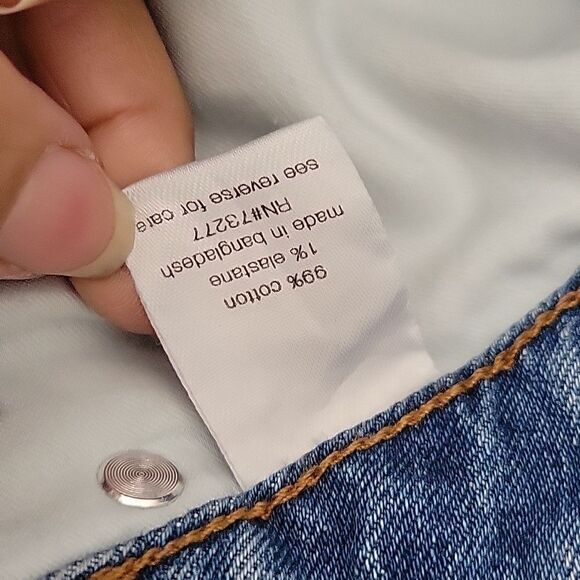 99% cotton
1% elastane
made in bangladesh
RN#73277
see reverse for care